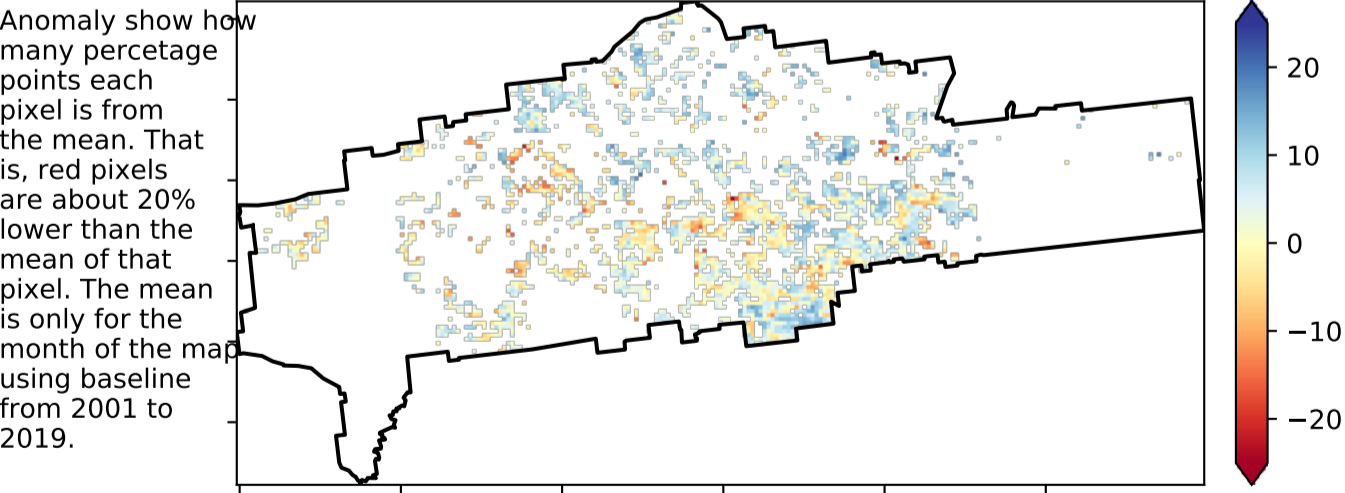 Anomaly show how
many percetage
points each
pixel is from
the mean. That
is, red pixels
are about 20%
lower than the
mean of that
pixel. The mean
is only for the
month of the map
using baseline
from 2001 to
2019.
20
10
0
−10
−20